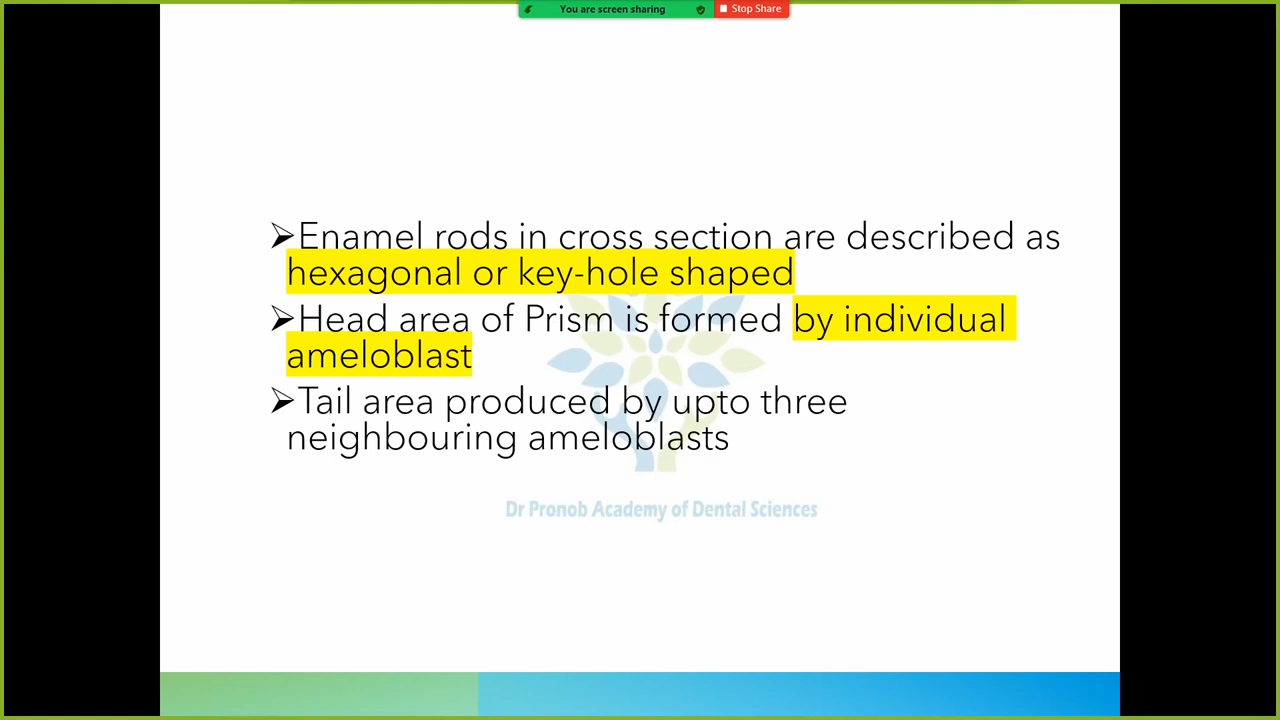 You are screen sharing
Stop Share
➢Enamel rods in cross section are described as
hexagonal or key-hole shaped
➢Head area of Prism is formed by individual
ameloblast
➢Tail area produced by upto three
neighbouring ameloblasts
Dr Pronob Academy of Dental Sciences